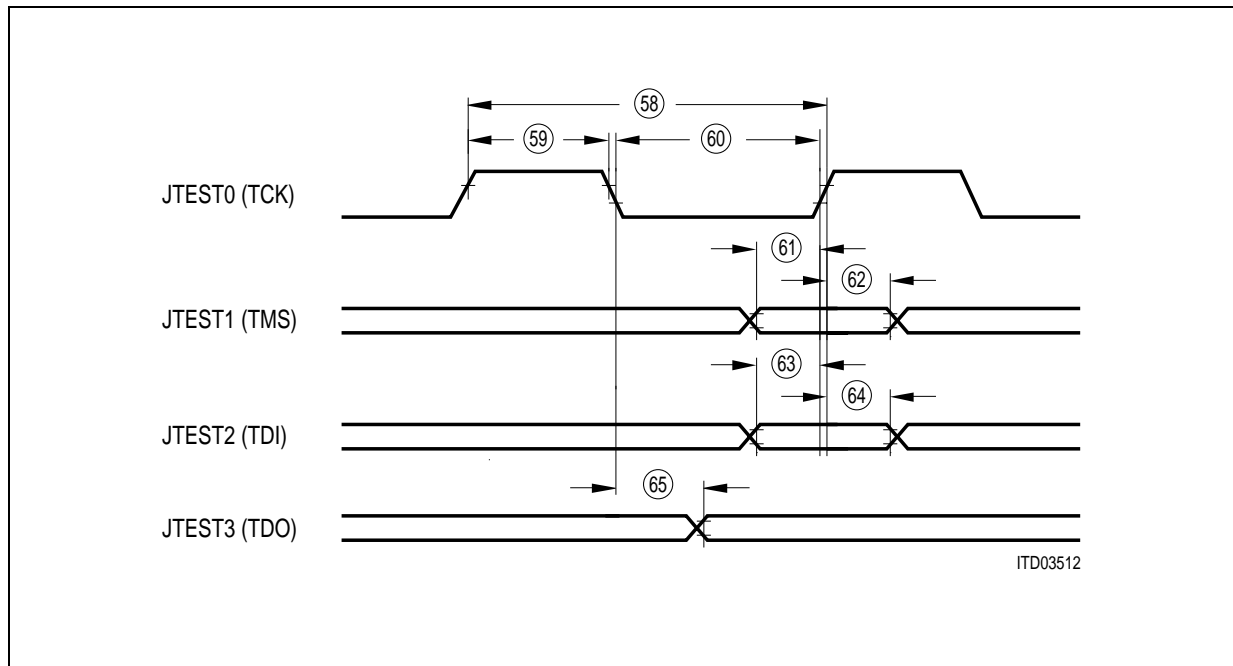 58
59
60
JTEST0 (TCK)
61
62
JTEST1 (TMS)
63
64
JTEST2 (TDI)
65
JTEST3 (TDO)
ITD03512